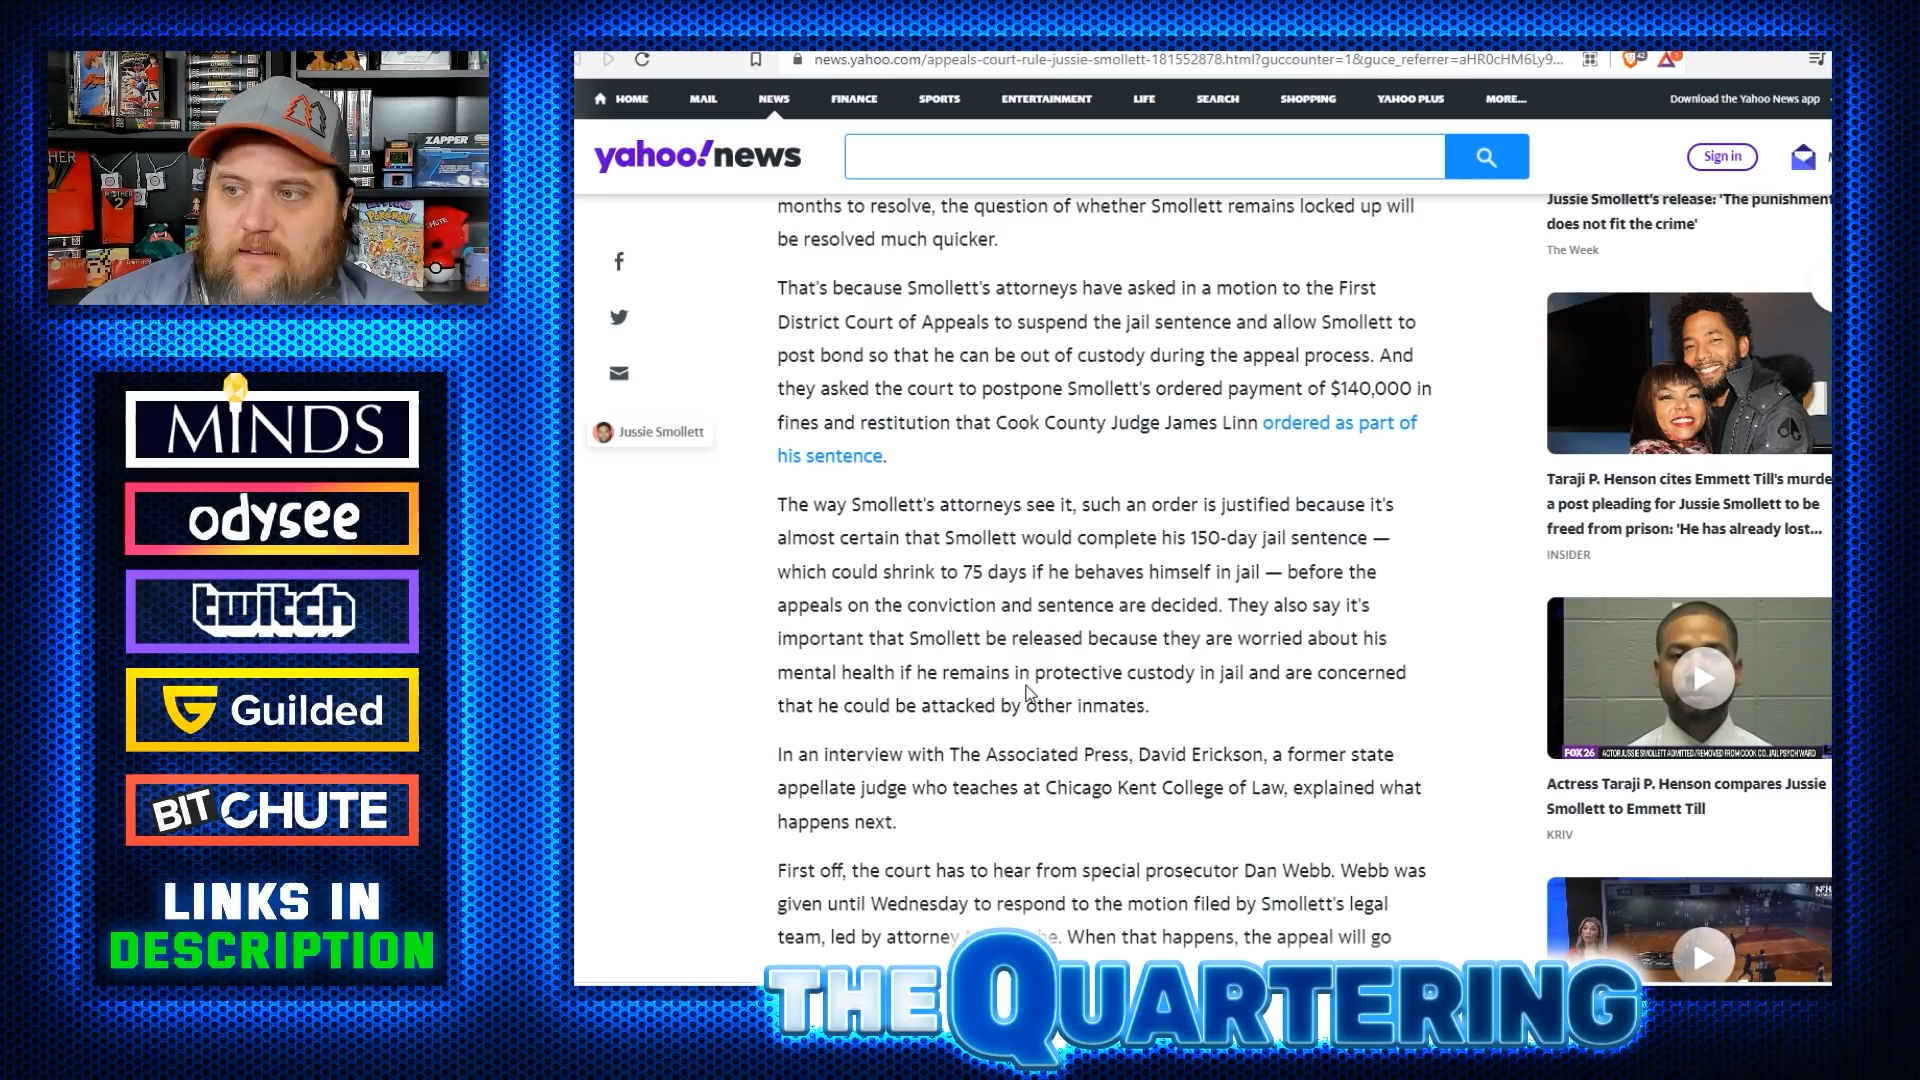 news.yahoo.com/appeals-court-rule-jussie-smollett-181552878.html?guccounter=1&guce_referrer=aHR0cHM6Ly9...
HOME MAIL NEWS FINANCE SPORTS ENTERTAINMENT LIFE SEARCH SHOPPING YAHOO PLUS MORE... Download the Yahoo News app
yahoo!news
Sign in
months to resolve, the question of whether Smollett remains locked up will
be resolved much quicker.
That's because Smollett's attorneys have asked in a motion to the First
District Court of Appeals to suspend the jail sentence and allow Smollett to
post bond so that he can be out of custody during the appeal process. And
they asked the court to postpone Smollett's ordered payment of $140,000 in
fines and restitution that Cook County Judge James Linn ordered as part of
his sentence.
The way Smollett's attorneys see it, such an order is justified because it's
almost certain that Smollett would complete his 150-day jail sentence —
which could shrink to 75 days if he behaves himself in jail — before the
appeals on the conviction and sentence are decided. They also say it's
important that Smollett be released because they are worried about his
mental health if he remains in protective custody in jail and are concerned
that he could be attacked by other inmates.
In an interview with The Associated Press, David Erickson, a former state
appellate judge who teaches at Chicago Kent College of Law, explained what
happens next.
First off, the court has to hear from special prosecutor Dan Webb. Webb was
given until Wednesday to respond to the motion filed by Smollett's legal
team, led by attorney
When that happens, the appeal will go
Jussie Smollett
Jussie Smollett's release: 'The punishment
does not fit the crime'
The Week
Taraji P. Henson cites Emmett Till's murde
a post pleading for Jussie Smollett to be
freed from prison: 'He has already lost...
INSIDER
FOX 26 ACTOR JUSSIE SMOLLETT ADMITTED/REMOVED FROM COOK CO. JAIL PSYCH WARD
Actress Taraji P. Henson compares Jussie
Smollett to Emmett Till
KRIV
ZAPPER
MOTHER
2
POKéMON
MINDS
odysee
twitch
Guilded
BITCHUTE
LINKS IN
DESCRIPTION
THE QUARTERING